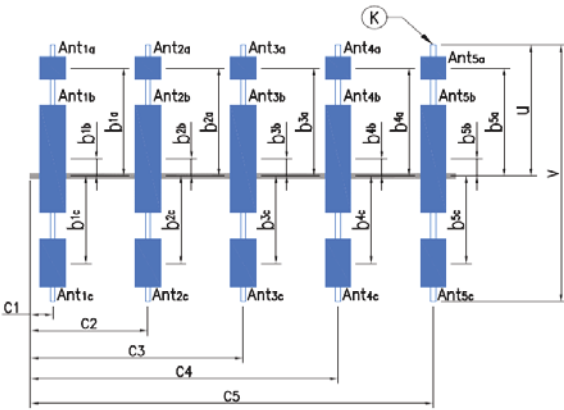 K
Ant1a Ant2a Ant3a Ant4a Ant5a
Ant1b Ant2b Ant3b Ant4b Ant5b
b1b b1a b2b b2a b3b b3a b4b b4a b5b b5a u v
b1c b2c b3c b4c b5c
Ant1c Ant2c Ant3c Ant4c Ant5c
C1
C2
C3
C4
C5